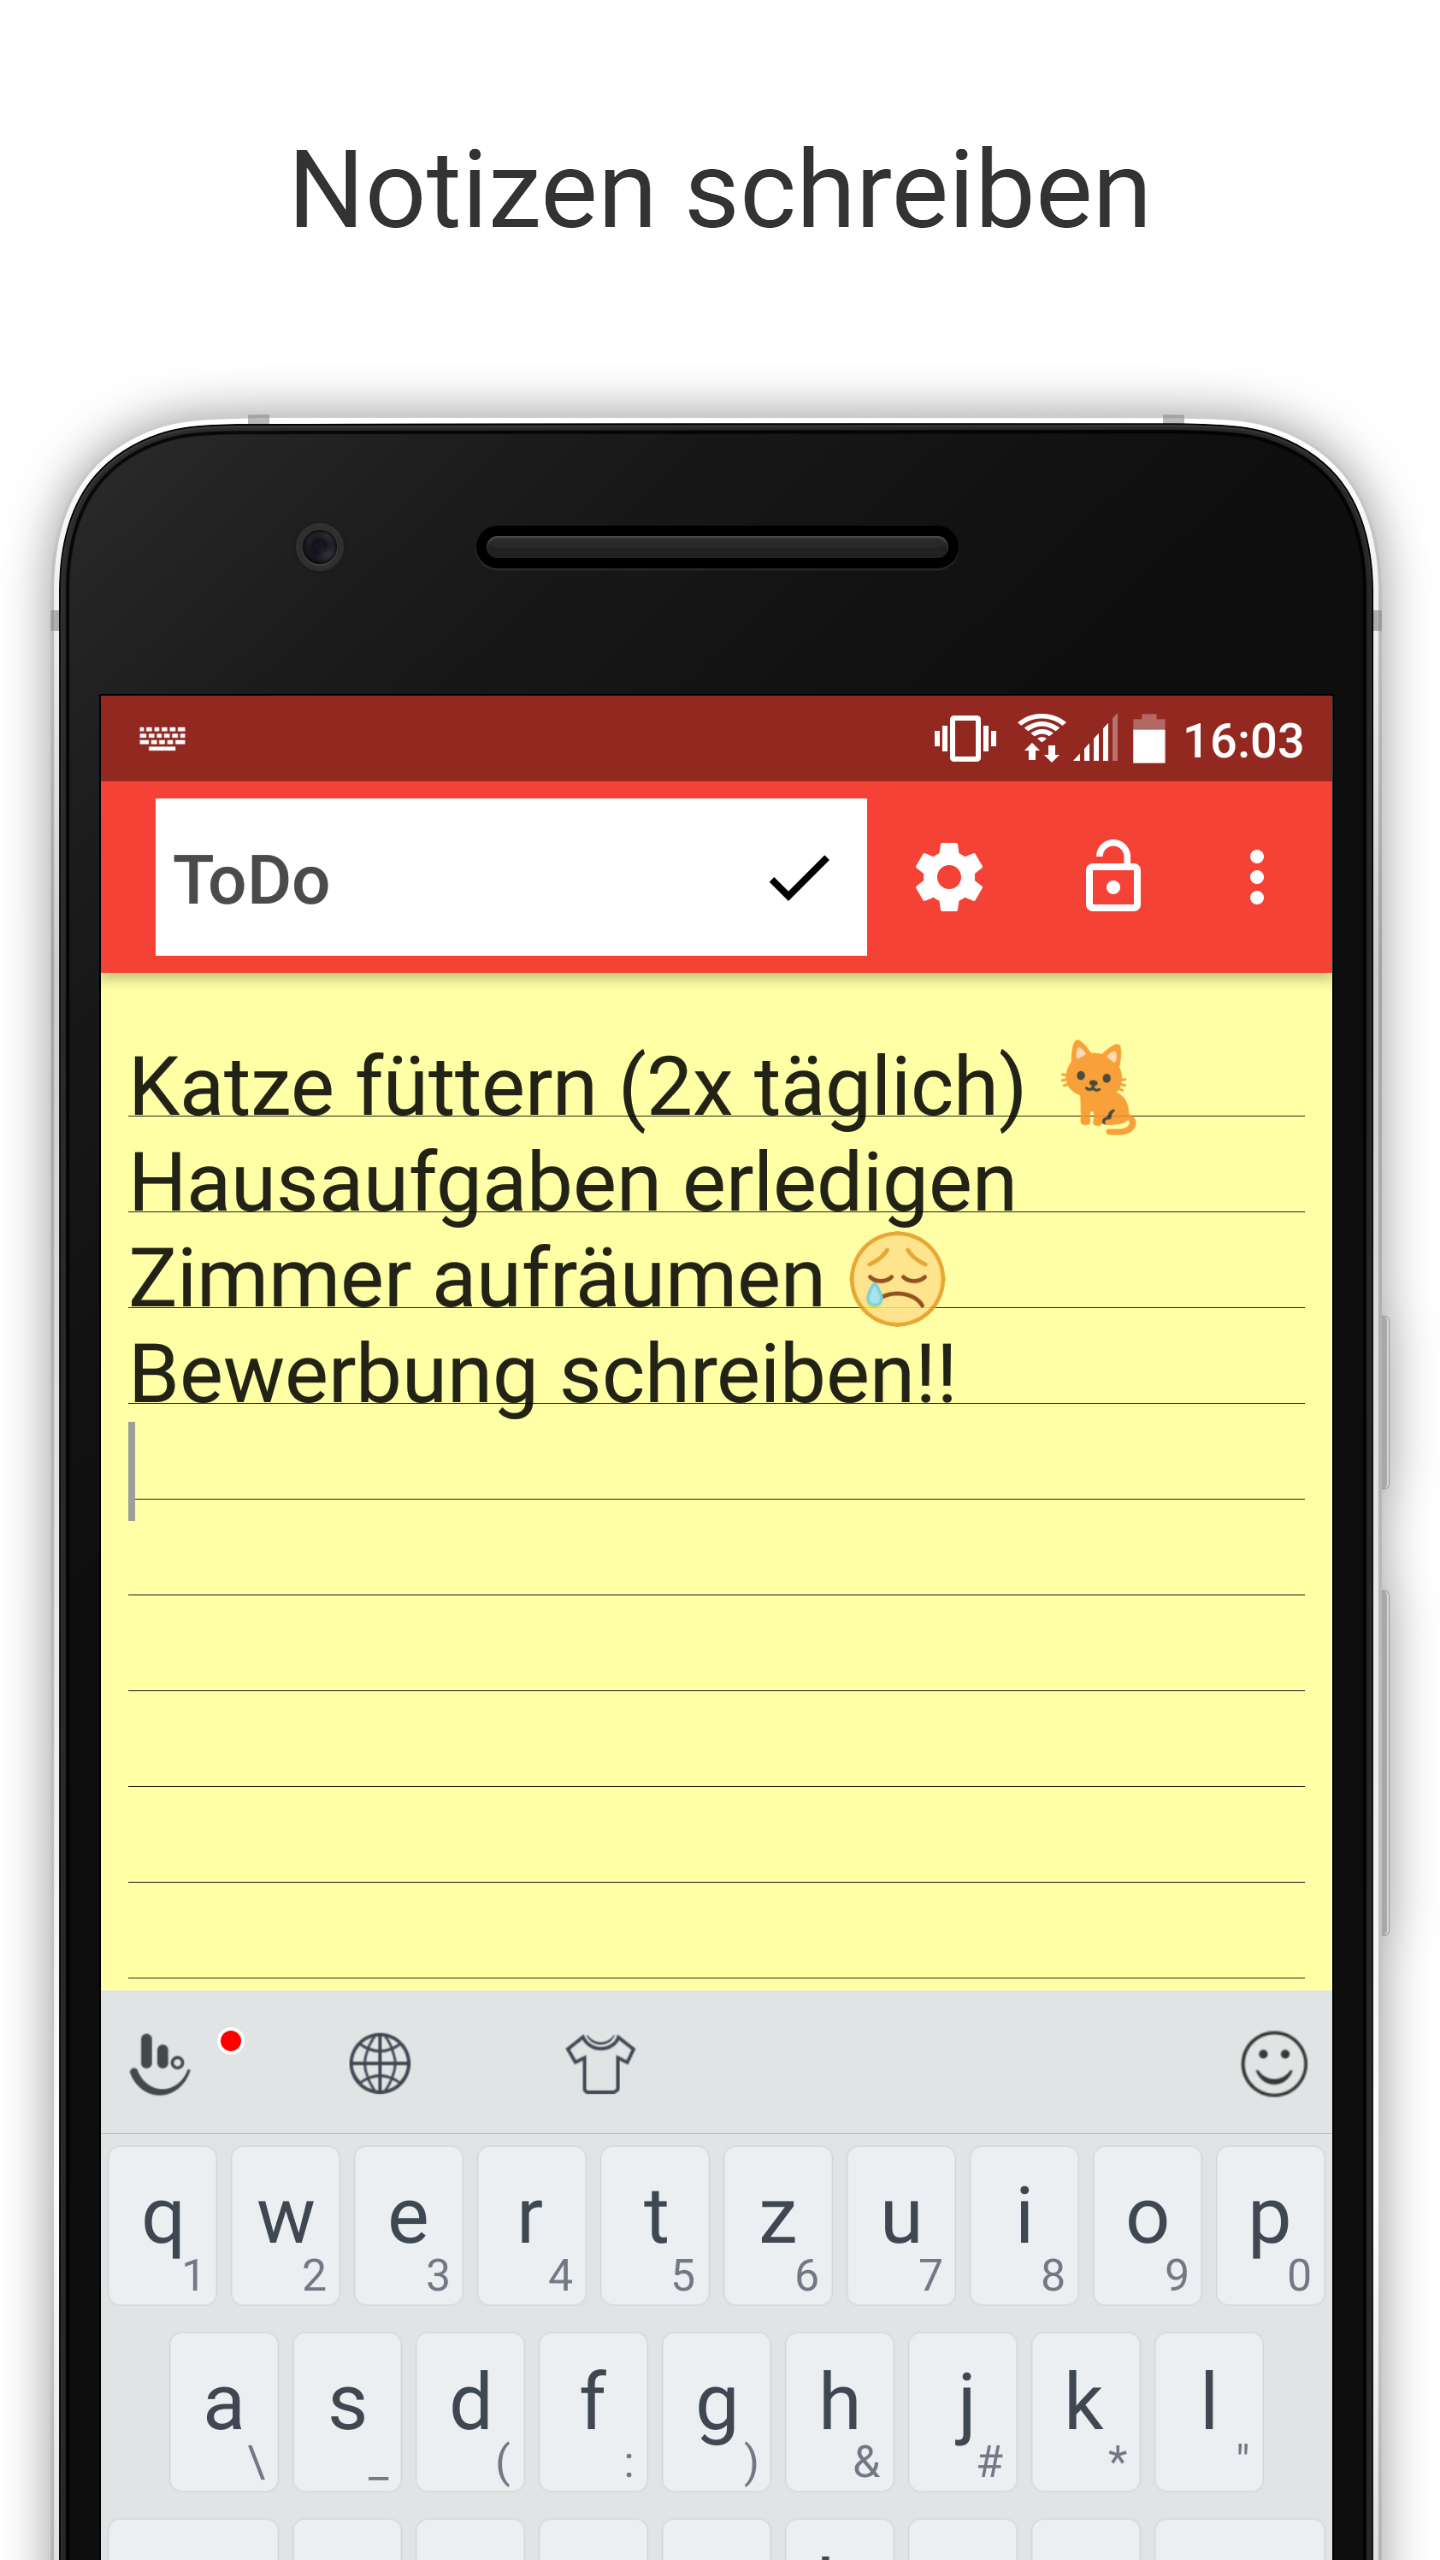 Notizen schreiben
16:03
ToDo
Katze füttern (2x täglich) 🐈
Hausaufgaben erledigen
Zimmer aufräumen 😢
Bewerbung schreiben!!
q w e r t z u i o p
1 2 3 4 5 6 7 8 9 0
a s d f g h j k l
\ _ ( : ) & # * "